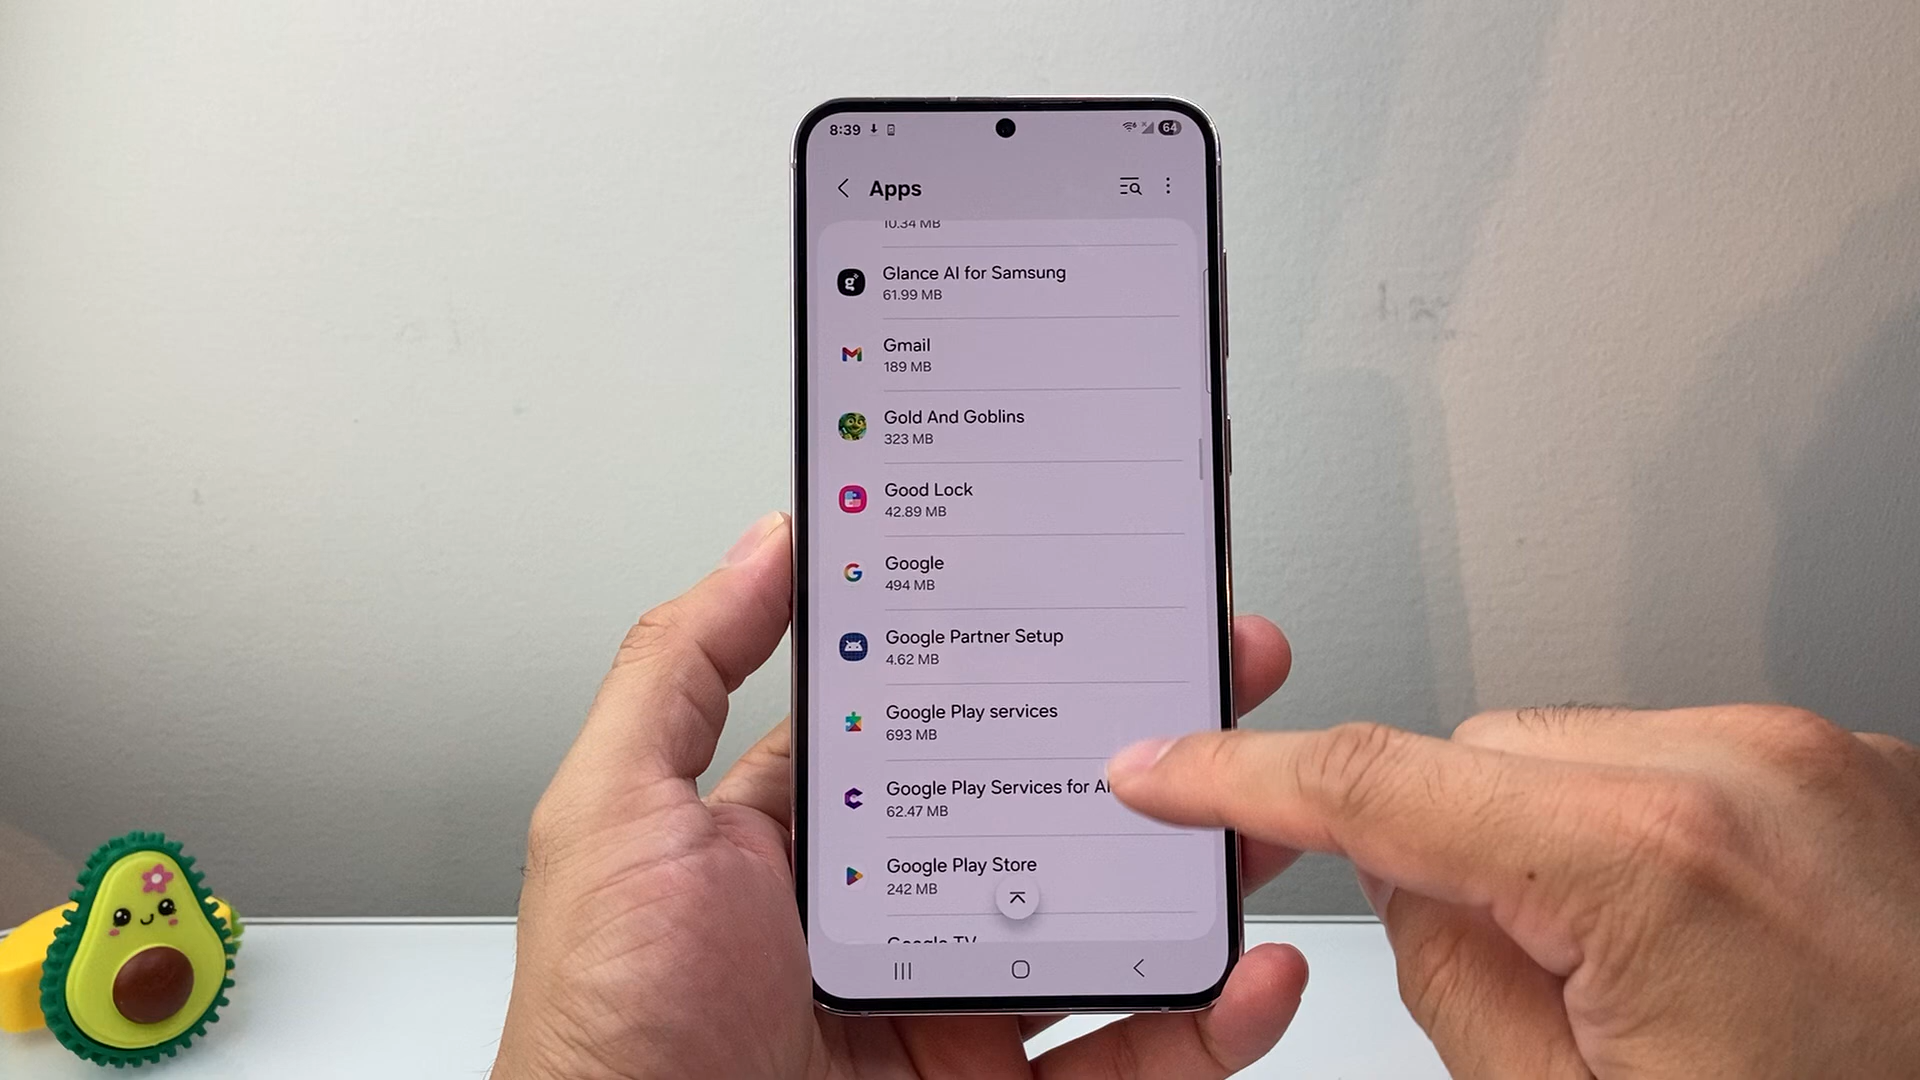 8:39
64
Apps
10.34 MB
Glance AI for Samsung
61.99 MB
Gmail
189 MB
Gold And Goblins
323 MB
Good Lock
42.89 MB
Google
494 MB
Google Partner Setup
4.62 MB
Google Play services
693 MB
Google Play Services for AI
62.47 MB
Google Play Store
242 MB
Google TV